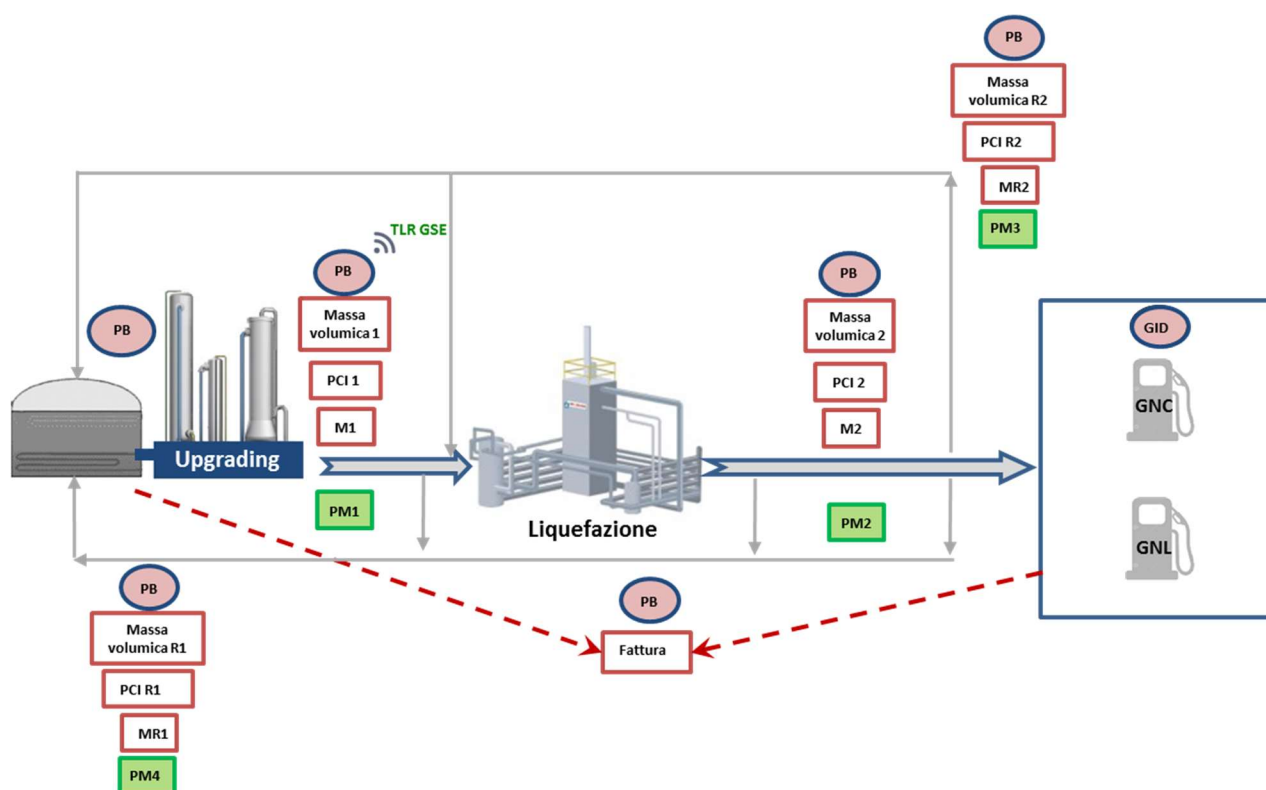 PB
Massa
volumica R2
PCI R2
MR2
PM3
TLR GSE
PB
Massa
volumica 1
PCI 1
M1
PM1
PB
Upgrading
Liquefazione
PB
Massa
volumica 2
PCI 2
M2
PM2
GID
GNC
GNL
PB
Fattura
PB
Massa
volumica R1
PCI R1
MR1
PM4